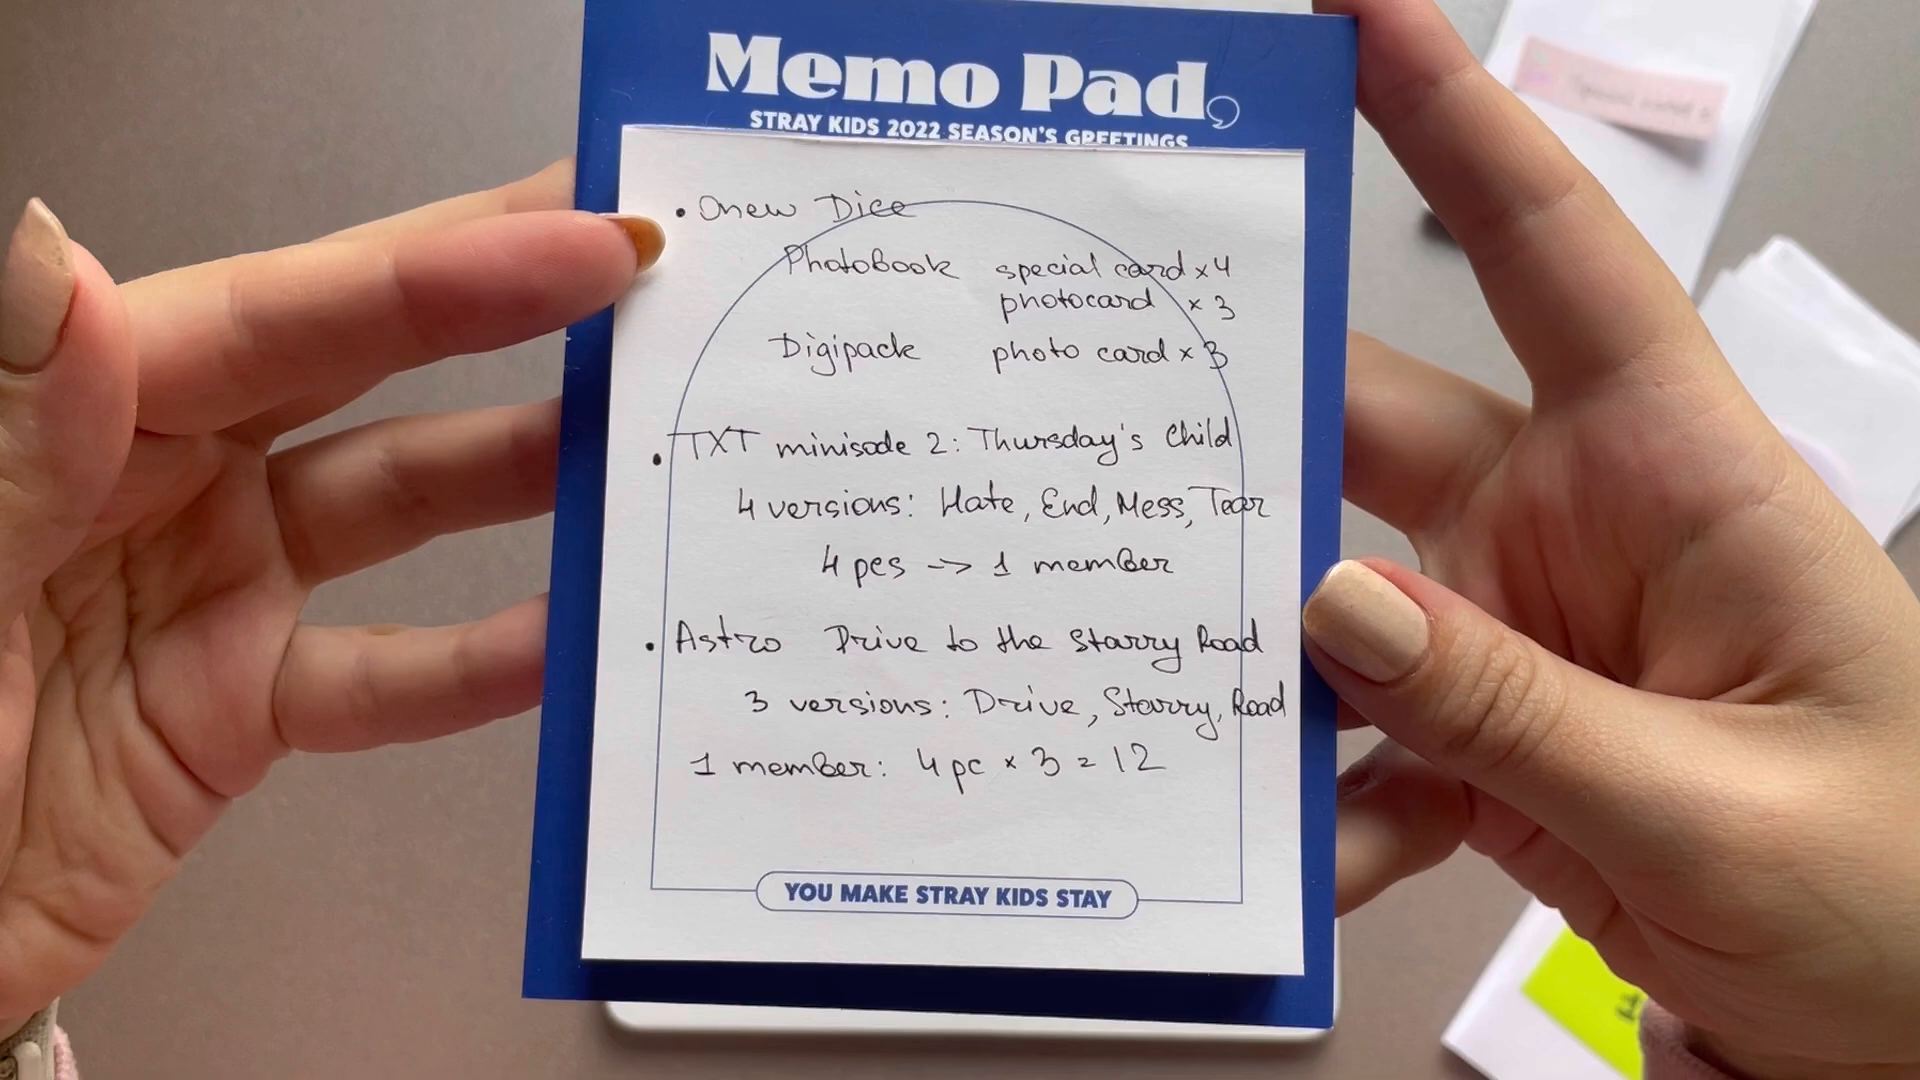 Memo Pad,
STRAY KIDS 2022 SEASON'S GREETINGS
• Onew Dice
PhotoBook special card x 4
photocard x 3
Digipack photo card x 3
• TXT minisode 2: Thursday's Child
4 versions: Hate, End, Mess, Tear
4 pcs -> 1 member
• Astro Drive to the Starry Road
3 versions: Drive, Starry, Road
1 member: 4 pc x 3 = 12
YOU MAKE STRAY KIDS STAY